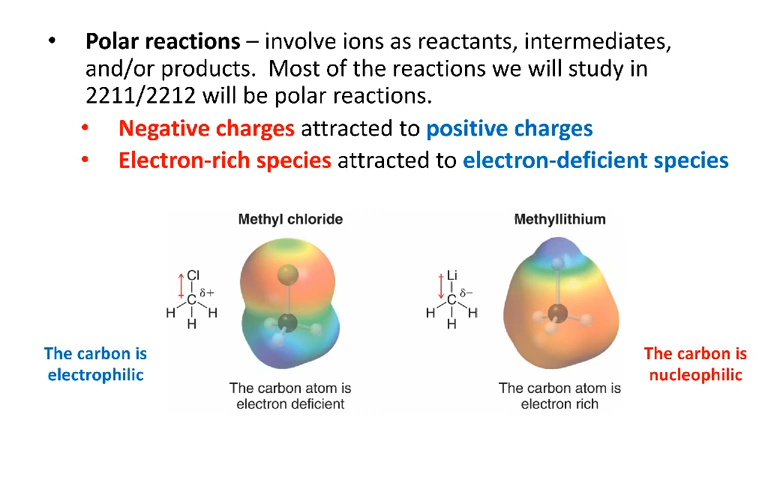 • Polar reactions – involve ions as reactants, intermediates,
and/or products. Most of the reactions we will study in
2211/2212 will be polar reactions.
• Negative charges attracted to positive charges
• Electron-rich species attracted to electron-deficient species
Methyl chloride
Methyllithium
Cl
δ+
C
H H
H
Li
δ−
C
H H
H
The carbon is
electrophilic
The carbon atom is
electron deficient
The carbon atom is
electron rich
The carbon is
nucleophilic